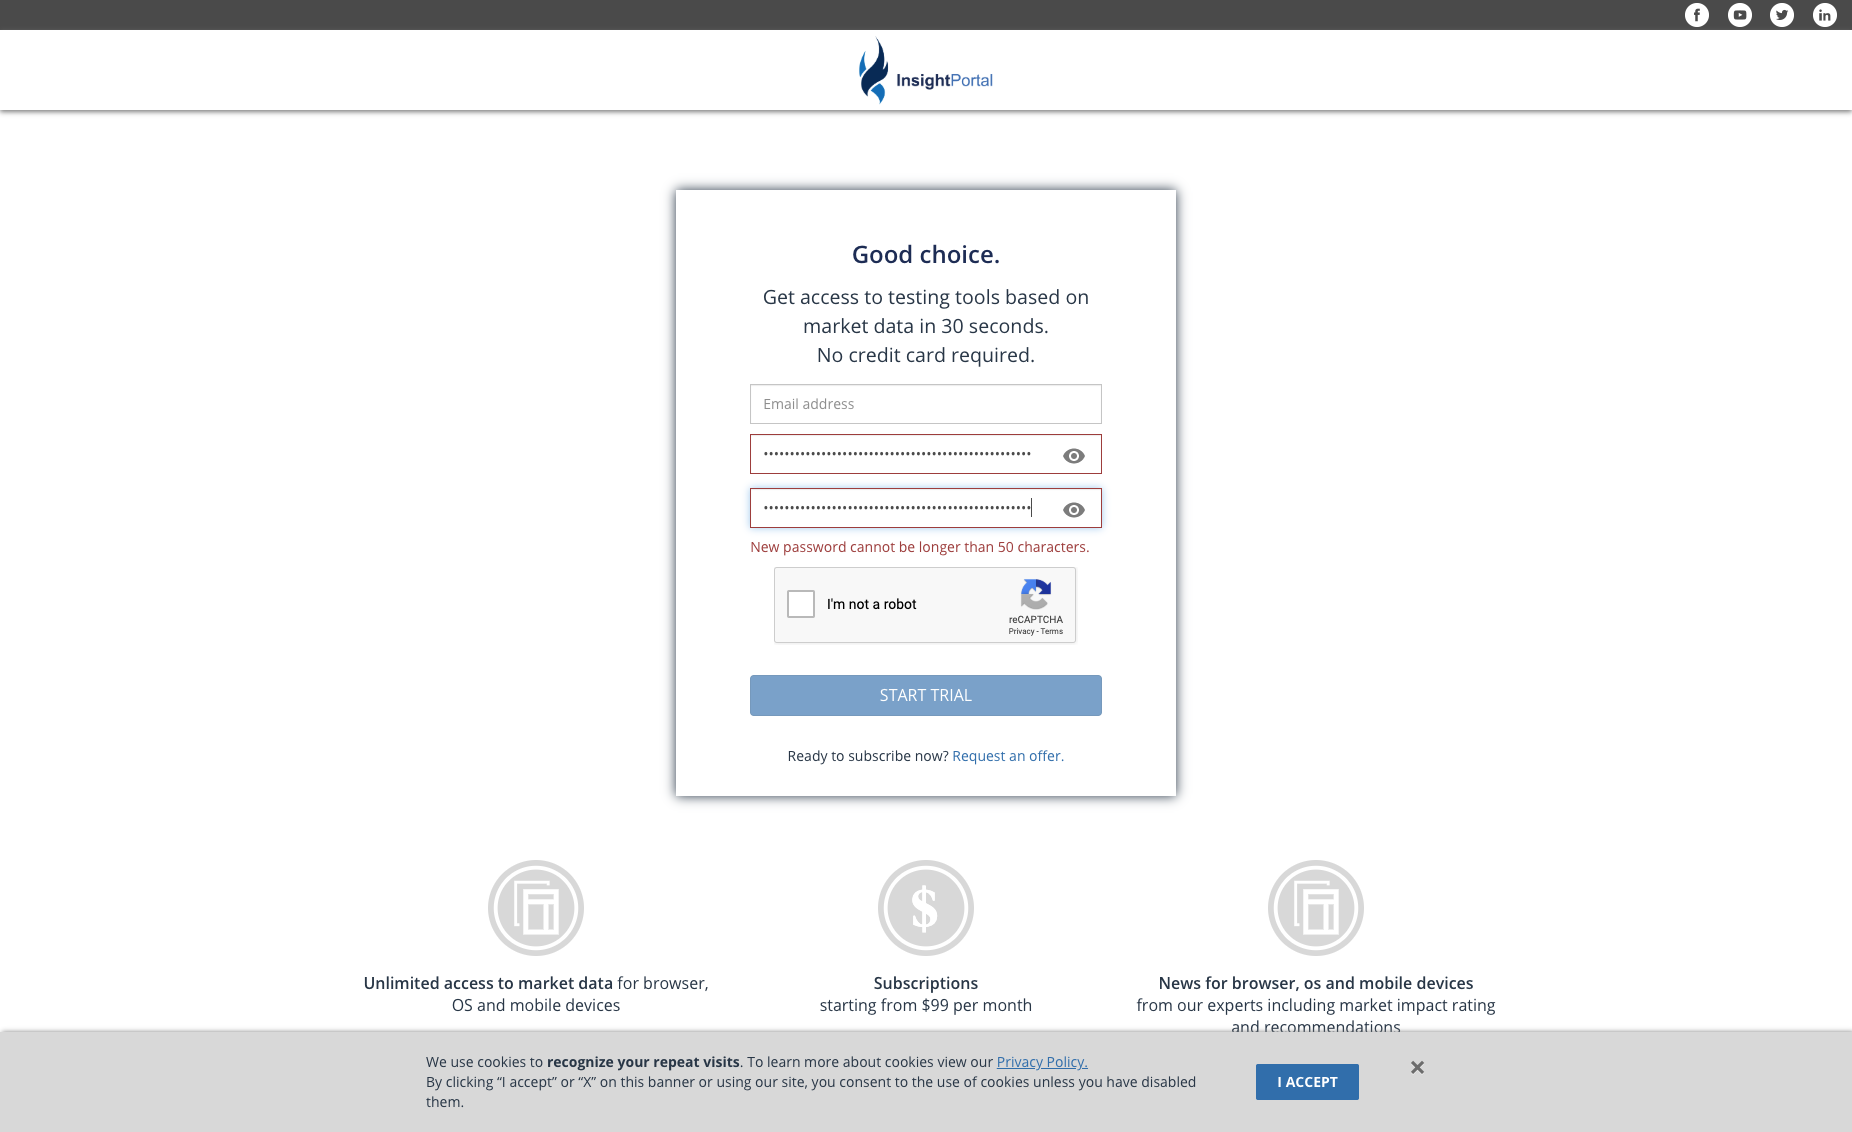 InsightPortal
Good choice.
Get access to testing tools based on
market data in 30 seconds.
No credit card required.
Email address
New password cannot be longer than 50 characters.
I'm not a robot
reCAPTCHA
Privacy - Terms
START TRIAL
Ready to subscribe now? Request an offer.
Unlimited access to market data for browser,
OS and mobile devices
Subscriptions
starting from $99 per month
News for browser, os and mobile devices
from our experts including market impact rating
and recommendations
We use cookies to recognize your repeat visits. To learn more about cookies view our Privacy Policy.
By clicking “I accept” or “X” on this banner or using our site, you consent to the use of cookies unless you have disabled
them.
I ACCEPT